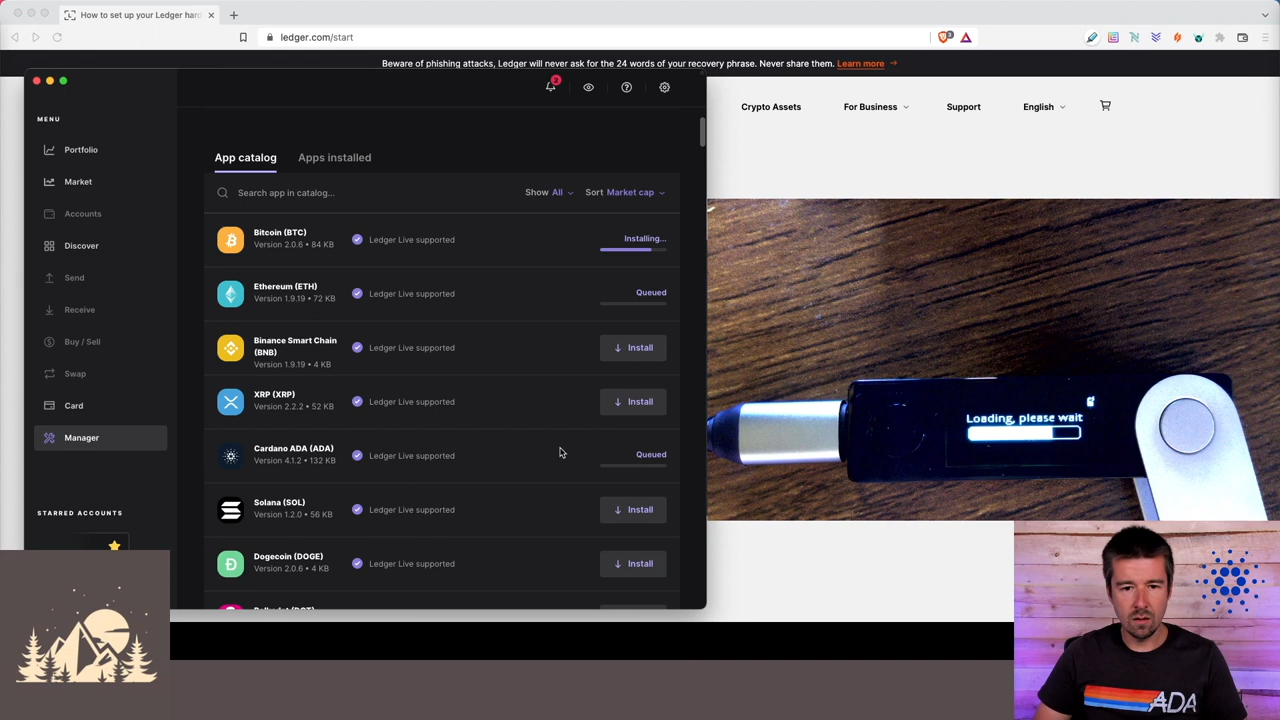 How to set up your Ledger hard
ledger.com/start
3
Beware of phishing attacks, Ledger will never ask for the 24 words of your recovery phrase. Never share them. Learn more →
Crypto Assets
For Business
Support
English
2
MENU
Portfolio
Market
Accounts
Discover
Send
Receive
Buy / Sell
Swap
Card
Manager
STARRED ACCOUNTS
App catalog
Apps installed
Search app in catalog...
Show All
Sort Market cap
Bitcoin (BTC)
Version 2.0.6 • 84 KB
Ledger Live supported
Installing...
Ethereum (ETH)
Version 1.9.19 • 72 KB
Ledger Live supported
Queued
Binance Smart Chain
(BNB)
Version 1.9.19 • 4 KB
Ledger Live supported
Install
XRP (XRP)
Version 2.2.2 • 52 KB
Ledger Live supported
Install
Cardano ADA (ADA)
Version 4.1.2 • 132 KB
Ledger Live supported
Queued
Solana (SOL)
Version 1.2.0 • 56 KB
Ledger Live supported
Install
Dogecoin (DOGE)
Version 2.0.6 • 4 KB
Ledger Live supported
Install
Loading, please wait
ADA